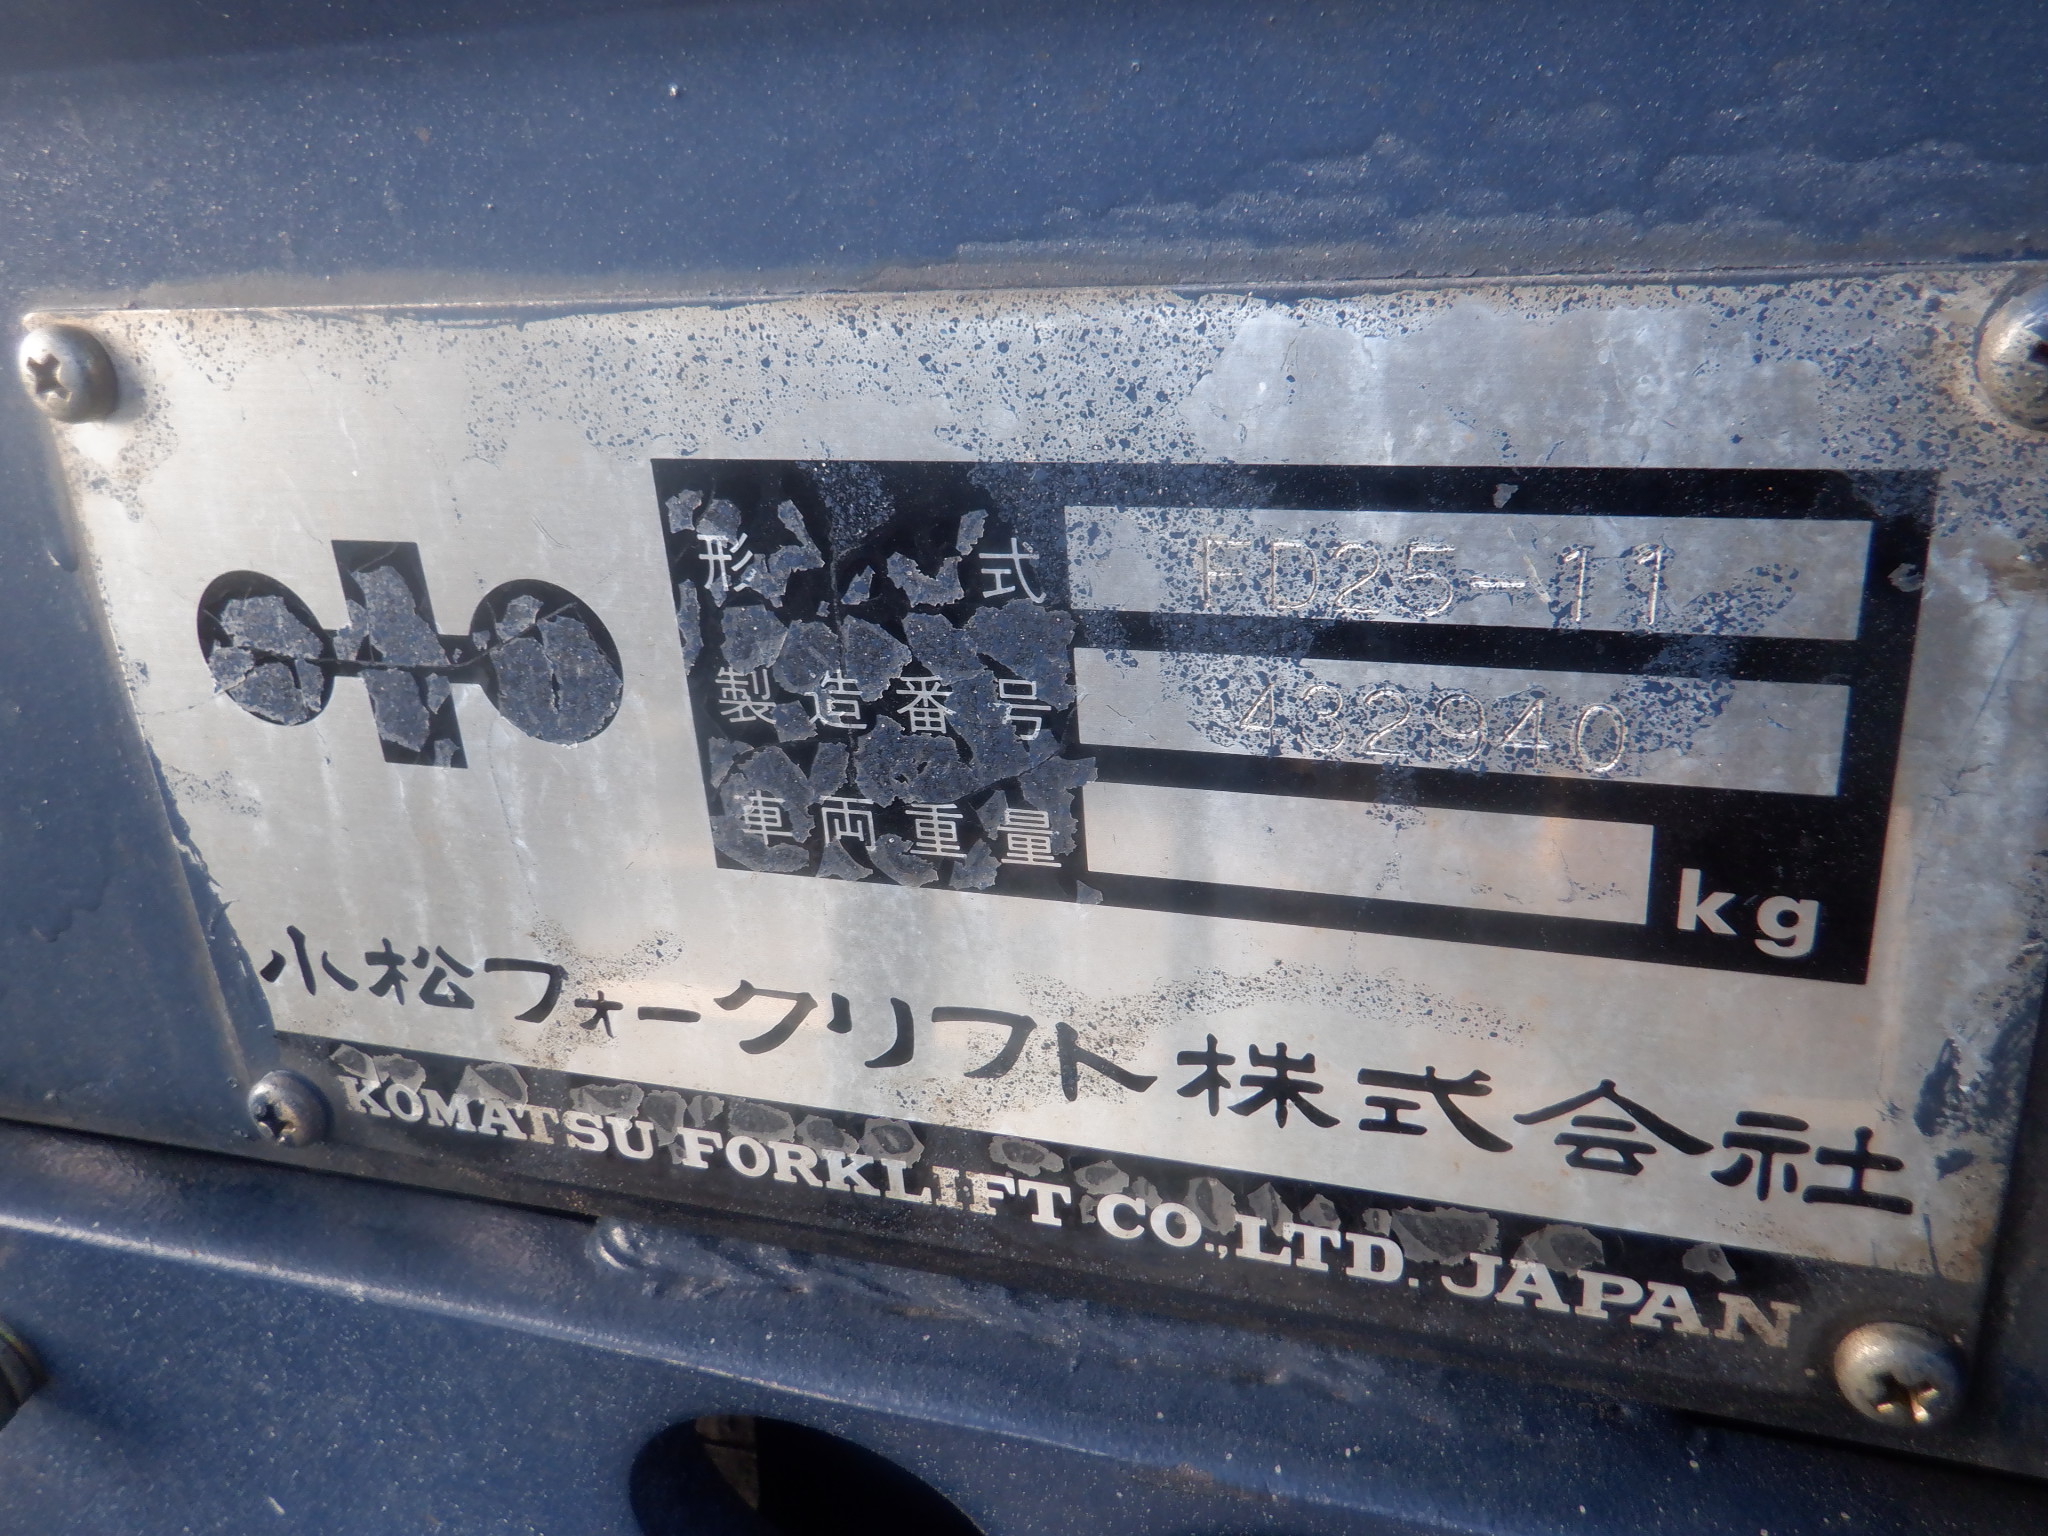 形式 FD25-11
製造番号 432940
車両重量 kg
小松フォークリフト株式会社
KOMATSU FORKLIFT CO.,LTD. JAPAN